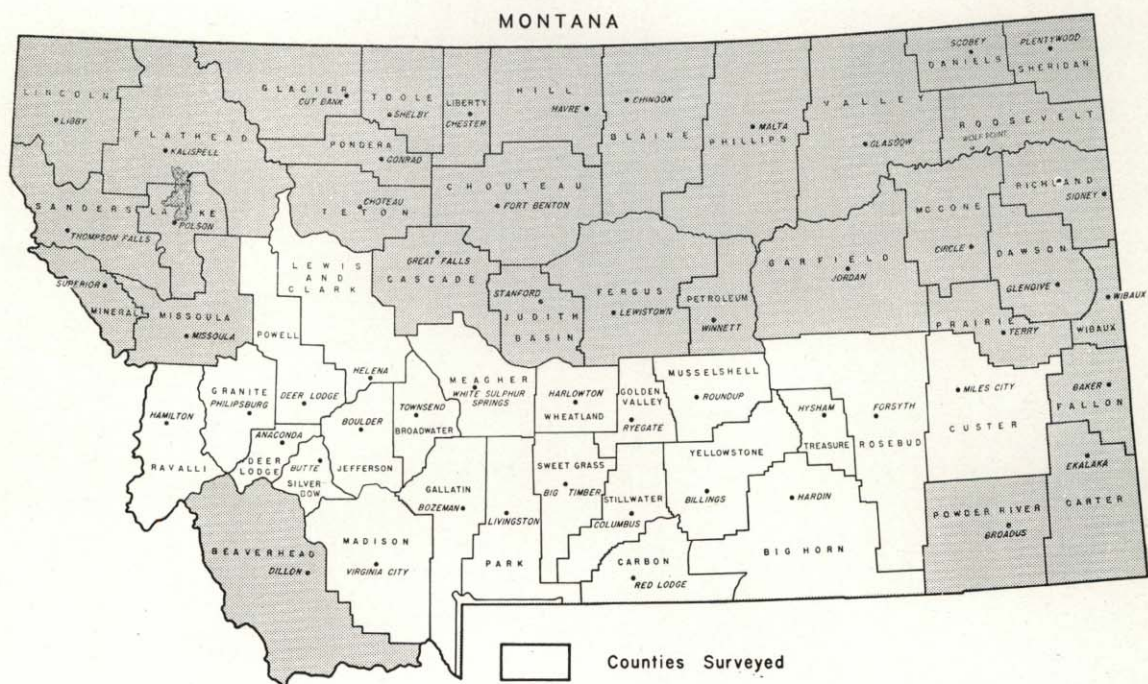 MONTANA
LINCOLN
LIBBY
FLATHEAD
KALISPELL
GLACIER
CUT BANK
TOOLE
SHELBY
LIBERTY
CHESTER
HILL
HAVRE
BLAINE
CHINOOK
PHILLIPS
MALTA
VALLEY
GLASGOW
DANIELS
SCOBEY
SHERIDAN
PLENTYWOOD
ROOSEVELT
WOLF POINT
PONDERA
CONRAD
TETON
CHOTEAU
CHOUTEAU
FORT BENTON
SANDERS
THOMPSON FALLS
LAKE
POLSON
RICHLAND
SIDNEY
MCCONE
CIRCLE
DAWSON
GLENDIVE
GARFIELD
JORDAN
LEWIS
AND
CLARK
HELENA
CASCADE
GREAT FALLS
JUDITH
BASIN
STANFORD
FERGUS
LEWISTOWN
PETROLEUM
WINNETT
PRAIRIE
TERRY
WIBAUX
WIBAUX
MINERAL
SUPERIOR
MISSOULA
MISSOULA
POWELL
DEER LODGE
GRANITE
PHILIPSBURG
RAVALLI
HAMILTON
DEER
LODGE
ANACONDA
SILVER
BOW
BUTTE
JEFFERSON
BOULDER
BROADWATER
TOWNSEND
MEAGHER
WHITE SULPHUR
SPRINGS
WHEATLAND
HARLOWTON
GOLDEN
VALLEY
RYEGATE
MUSSELSHELL
ROUNDUP
TREASURE
HYSHAM
ROSEBUD
FORSYTH
CUSTER
MILES CITY
FALLON
BAKER
CARTER
EKALAKA
POWDER RIVER
BROADUS
BIG HORN
HARDIN
YELLOWSTONE
BILLINGS
STILLWATER
COLUMBUS
SWEET GRASS
BIG TIMBER
CARBON
RED LODGE
PARK
LIVINGSTON
GALLATIN
BOZEMAN
MADISON
VIRGINIA CITY
BEAVERHEAD
DILLON
Counties Surveyed